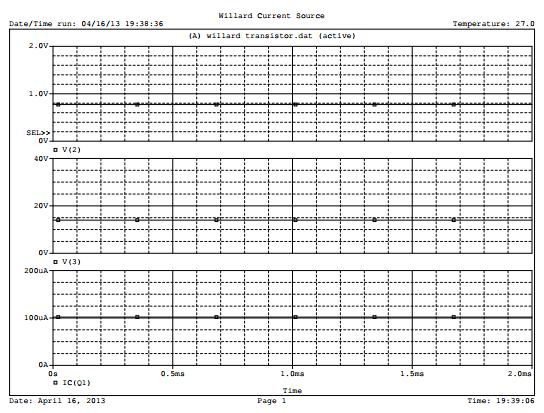 Willard Current Source
Date/Time run: 04/16/13 19:38:36 Temperature: 27.0
(A) willard transistor.dat (active)
2.0V
1.0V
SEL>>
0V
V(2)
40V
20V
0V
V(3)
200uA
100uA
0A
0s 0.5ms 1.0ms 1.5ms 2.0ms
IC(Q1)
Time
Date: April 16, 2013 Page 1 Time: 19:39:06